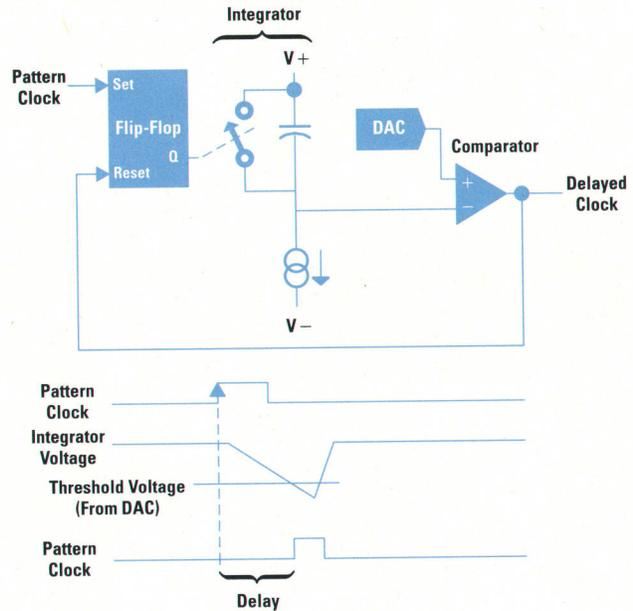 Integrator
V+
Pattern
Clock
Set
Flip-Flop
Q
Reset
DAC
Comparator
+
−
Delayed
Clock
V−
Pattern
Clock
Integrator
Voltage
Threshold Voltage
(From DAC)
Pattern
Clock
Delay